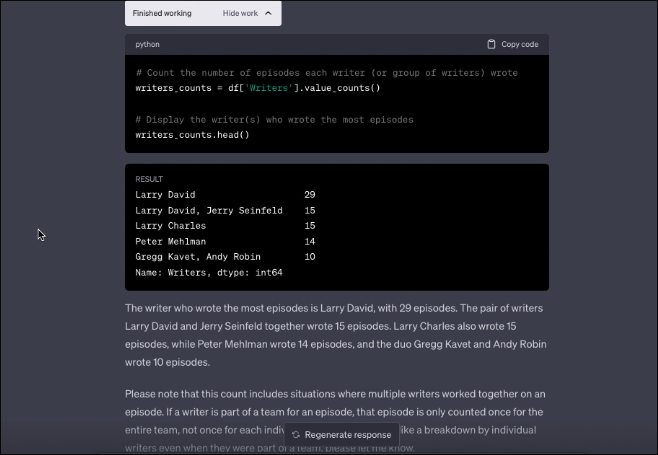 Finished working Hide work
python Copy code
# Count the number of episodes each writer (or group of writers) wrote
writers_counts = df['Writers'].value_counts()
# Display the writer(s) who wrote the most episodes
writers_counts.head()
RESULT
Larry David 29
Larry David, Jerry Seinfeld 15
Larry Charles 15
Peter Mehlman 14
Gregg Kavet, Andy Robin 10
Name: Writers, dtype: int64
The writer who wrote the most episodes is Larry David, with 29 episodes. The pair of writers
Larry David and Jerry Seinfeld together wrote 15 episodes. Larry Charles also wrote 15
episodes, while Peter Mehlman wrote 14 episodes, and the duo Gregg Kavet and Andy Robin
wrote 10 episodes.
Please note that this count includes situations where multiple writers worked together on an
episode. If a writer is part of a team for an episode, that episode is only counted once for the
entire team, not once for each like a breakdown by individual
Regenerate response
writers even when they were part of a team, please let me know.